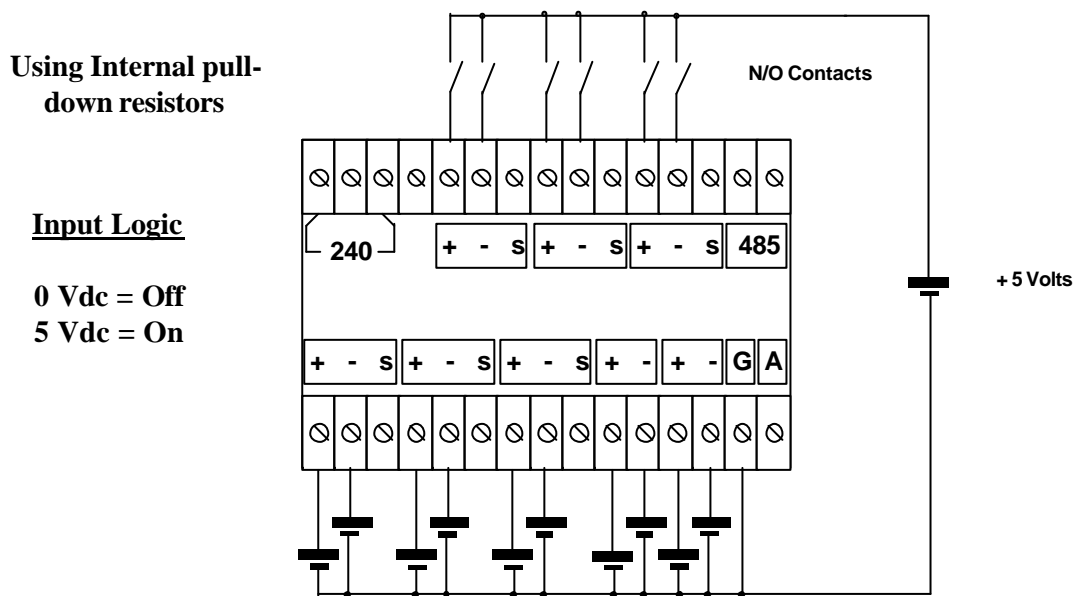 Using Internal pull-
down resistors
N/O Contacts
Input Logic
240
+ - s + - s + - s 485
0 Vdc = Off
5 Vdc = On
+ 5 Volts
+ - s + - s + - s + - + - G A